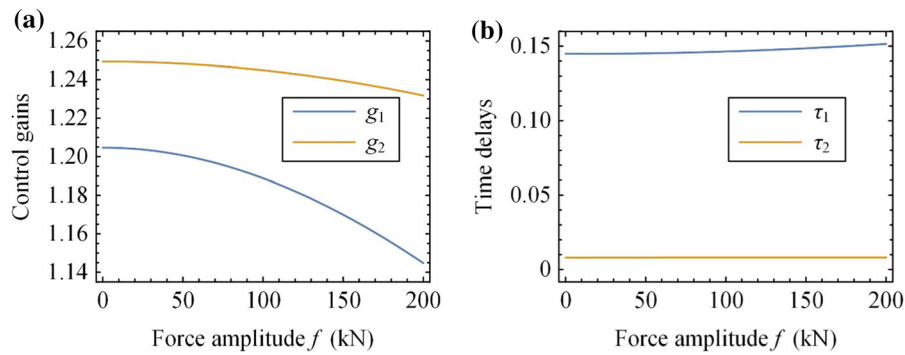 (a)
Control gains
1.26
1.24
1.22
1.20
1.18
1.16
1.14
g1
g2
0 50 100 150 200
Force amplitude f (kN)
(b)
Time delays
0.15
0.10
0.05
0
τ1
τ2
0 50 100 150 200
Force amplitude f (kN)